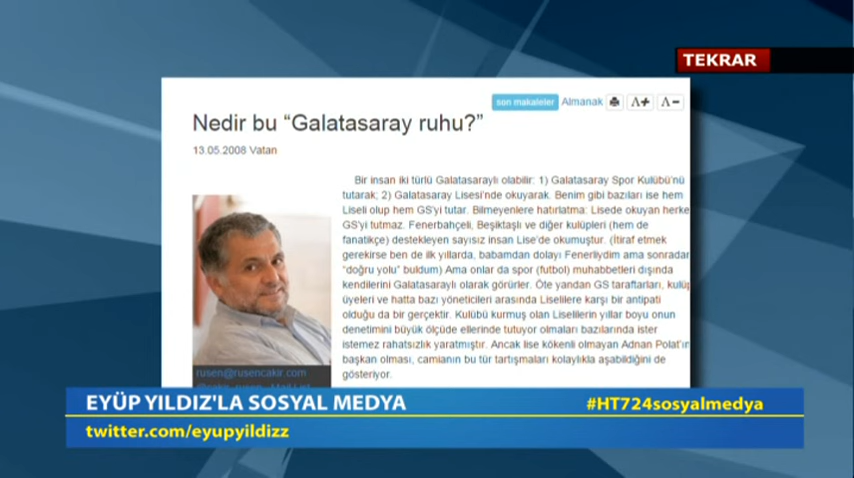 TEKRAR
son makaleler Almanak A+ A-
Nedir bu “Galatasaray ruhu?”
13.05.2008 Vatan
Bir insan iki türlü Galatasaraylı olabilir: 1) Galatasaray Spor Kulübü'nü
tutarak; 2) Galatasaray Lisesi'nde okuyarak. Benim gibi bazıları ise hem
Liseli olup hem GS'yi tutar. Bilmeyenlere hatırlatma: Lisede okuyan herke
GS'yi tutmaz. Fenerbahçeli, Beşiktaşlı ve diğer kulüpleri (hem de
fanatikçe) destekleyen sayısız insan Lise'de okumuştur. (İtiraf etmek
gerekirse ben de ilk yıllarda, babamdan dolayı Fenerliydim ama sonradar
“doğru yolu” buldum) Ama onlar da spor (futbol) muhabbetleri dışında
kendilerini Galatasaraylı olarak görürler. Öte yandan GS taraftarları, kulüp
üyeleri ve hatta bazı yöneticileri arasında Liselilere karşı bir antipati
olduğu da bir gerçektir. Kulübü kurmuş olan Liselilerin yıllar boyu onun
denetimini büyük ölçüde ellerinde tutuyor olmaları bazılarında ister
istemez rahatsızlık yaratmıştır. Ancak lise kökenli olmayan Adnan Polat'ın
başkan olması, camianın bu tür tartışmaları kolaylıkla aşabildiğini de
gösteriyor.
rusen@rusencakir.com
EYÜP YILDIZ'LA SOSYAL MEDYA
#HT724sosyalmedya
twitter.com/eyupyildizz